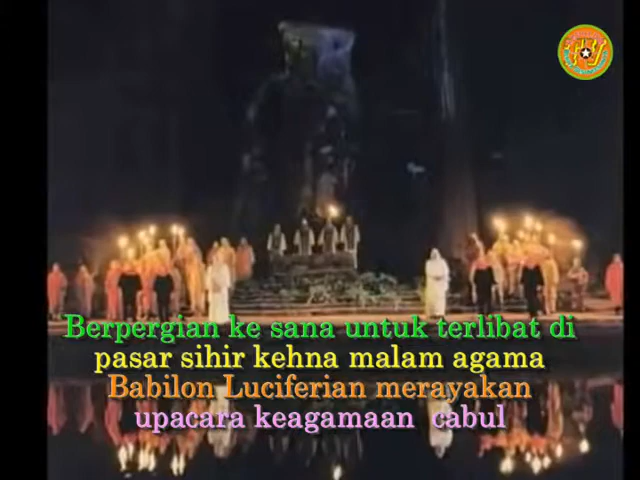 Berpergian ke sana untuk terlibat di
pasar sihir kehna malam agama
Babilon Luciferian merayakan
upacara keagamaan cabul